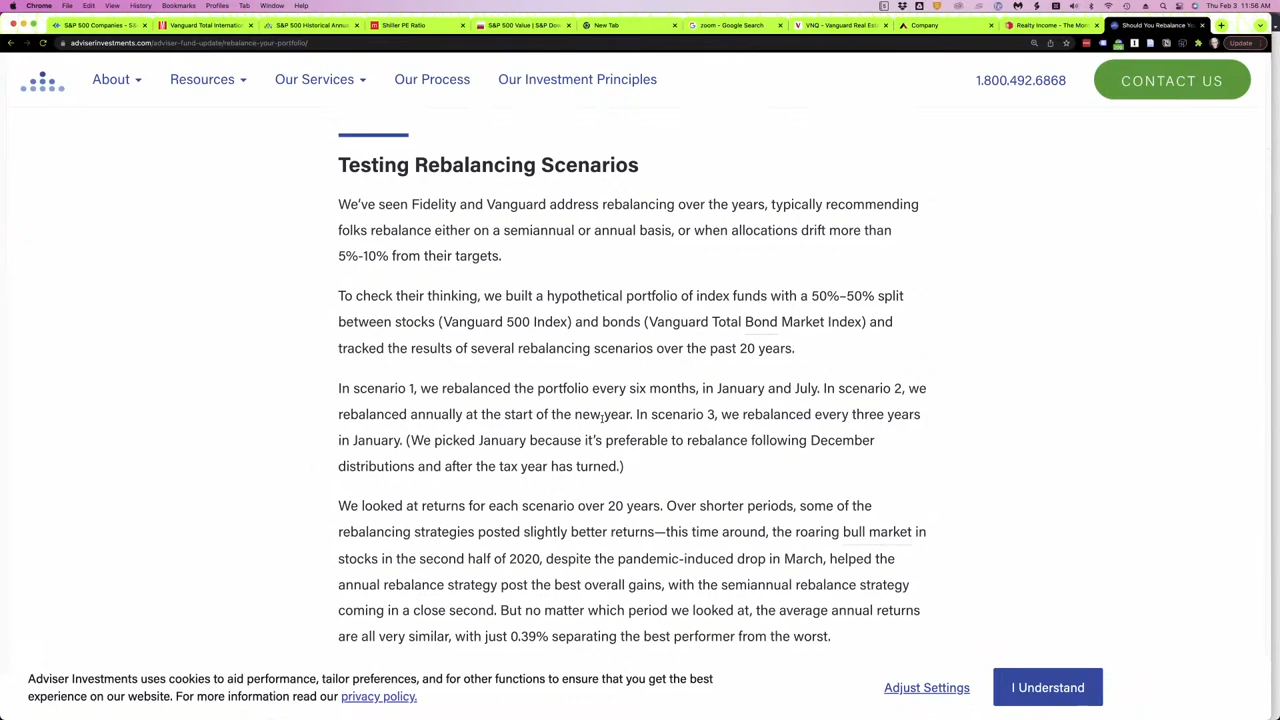 Chrome File Edit View History Bookmarks Profiles Tab Window Help
Thu Feb 3 11:56 AM
S&P 500 Companies - S&
Vanguard Total Internation
S&P 500 Historical Annu
Shiller PE Ratio
S&P 500 Value | S&P Do
New Tab
zoom - Google Search
VNQ - Vanguard Real Est
Company
Realty Income - The Mon
Should You Rebalance Yo
adviserinvestments.com/adviser-fund-update/rebalance-your-portfolio/
Update
About Resources Our Services Our Process Our Investment Principles 1.800.492.6868 CONTACT US
Testing Rebalancing Scenarios
We've seen Fidelity and Vanguard address rebalancing over the years, typically recommending
folks rebalance either on a semiannual or annual basis, or when allocations drift more than
5%-10% from their targets.
To check their thinking, we built a hypothetical portfolio of index funds with a 50%–50% split
between stocks (Vanguard 500 Index) and bonds (Vanguard Total Bond Market Index) and
tracked the results of several rebalancing scenarios over the past 20 years.
In scenario 1, we rebalanced the portfolio every six months, in January and July. In scenario 2, we
rebalanced annually at the start of the new year. In scenario 3, we rebalanced every three years
in January. (We picked January because it's preferable to rebalance following December
distributions and after the tax year has turned.)
We looked at returns for each scenario over 20 years. Over shorter periods, some of the
rebalancing strategies posted slightly better returns—this time around, the roaring bull market in
stocks in the second half of 2020, despite the pandemic-induced drop in March, helped the
annual rebalance strategy post the best overall gains, with the semiannual rebalance strategy
coming in a close second. But no matter which period we looked at, the average annual returns
are all very similar, with just 0.39% separating the best performer from the worst.
Adviser Investments uses cookies to aid performance, tailor preferences, and for other functions to ensure that you get the best
experience on our website. For more information read our privacy policy.
Adjust Settings
I Understand